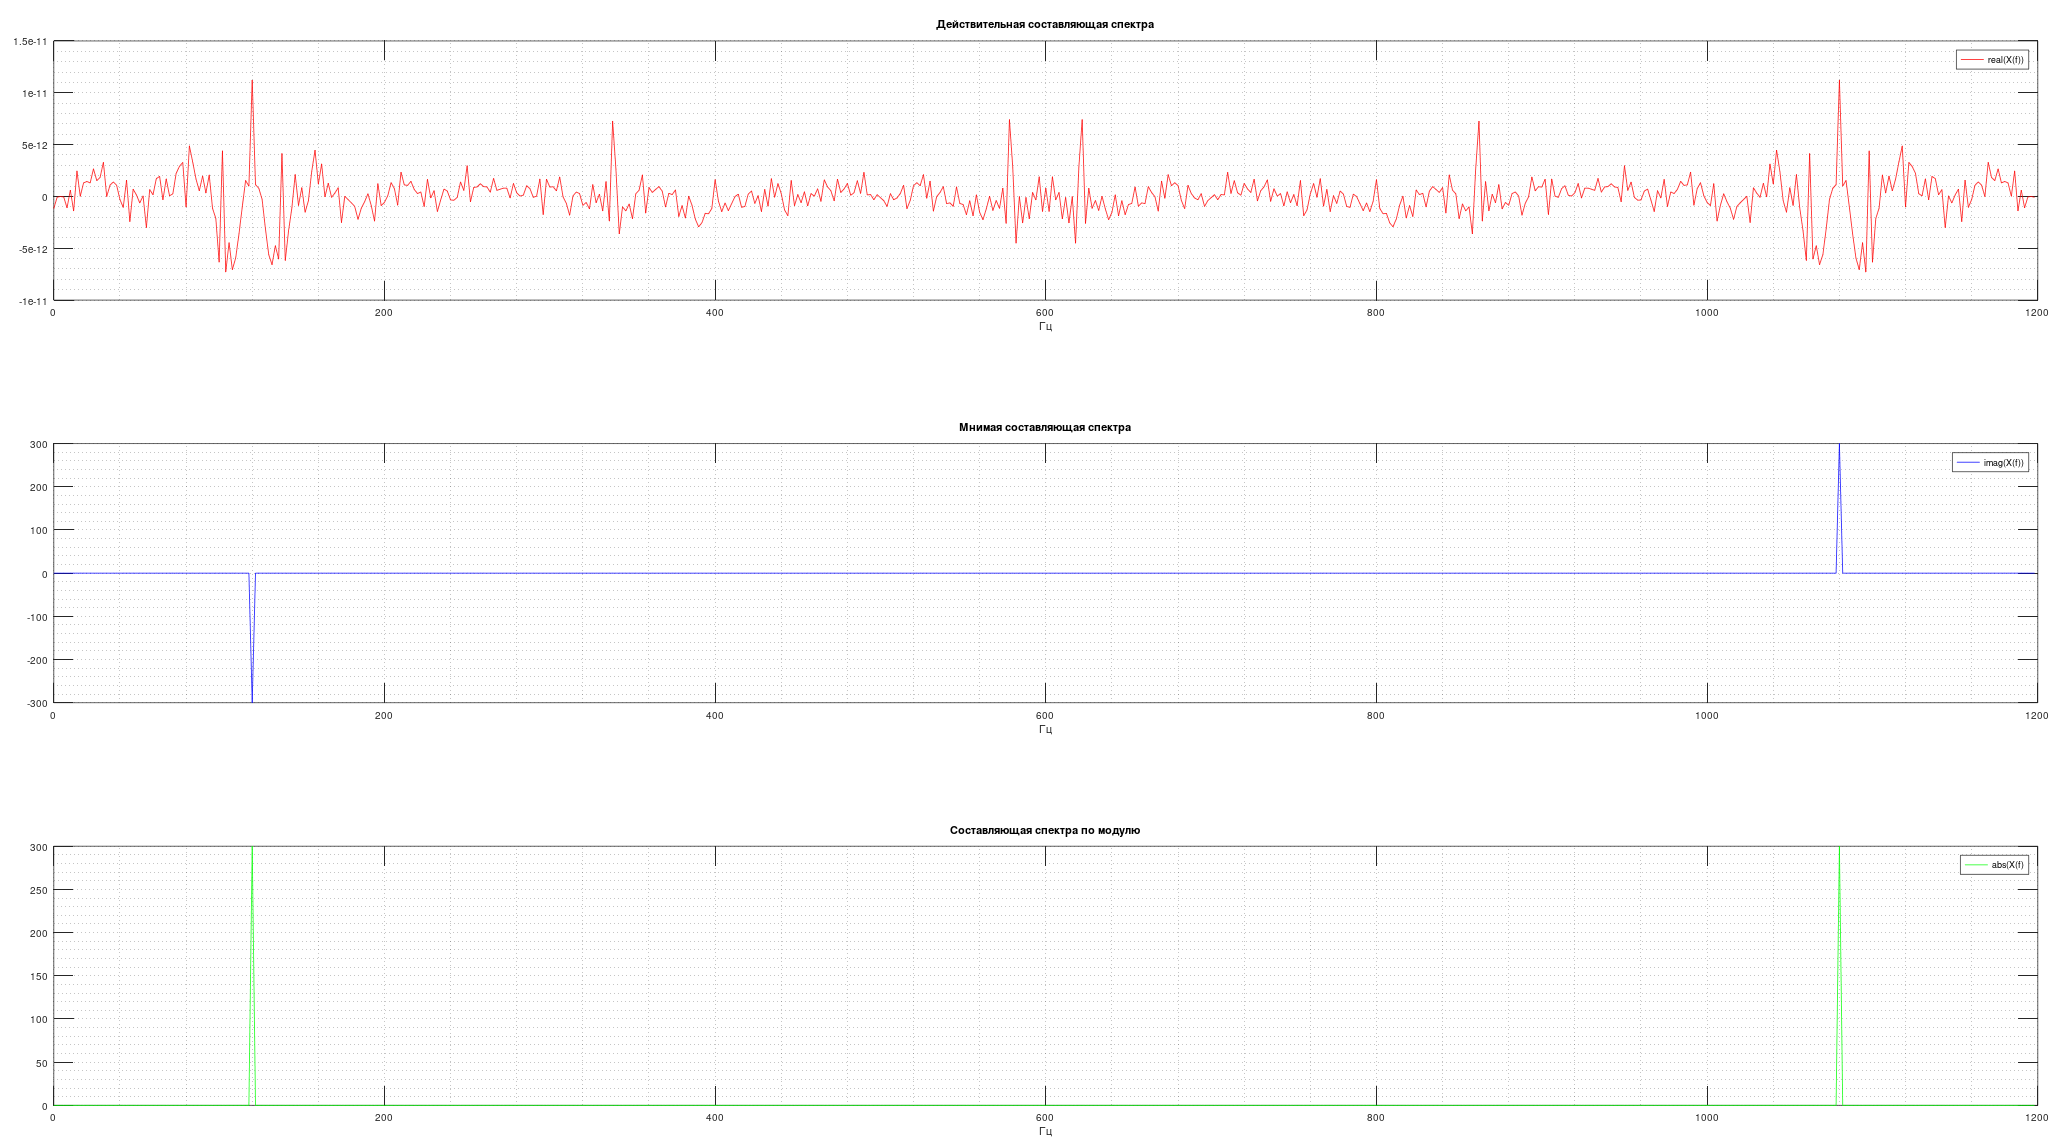 Действительная составляющая спектра
1.5e-11
1e-11
5e-12
0
-5e-12
-1e-11
real(X(f))
0 200 400 600 800 1000 1200
Гц
Мнимая составляющая спектра
300
200
100
0
-100
-200
-300
imag(X(f))
0 200 400 600 800 1000 1200
Гц
Составляющая спектра по модулю
300
250
200
150
100
50
0
abs(X(f)
0 200 400 600 800 1000 1200
Гц